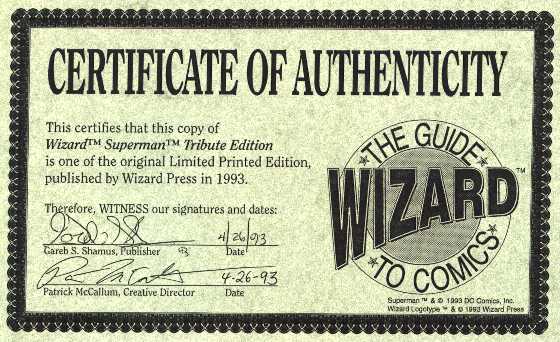 CERTIFICATE OF AUTHENTICITY
This certifies that this copy of
Wizard™ Superman™ Tribute Edition
is one of the original Limited Printed Edition,
published by Wizard Press in 1993.
Therefore, WITNESS our signatures and dates:
4/26/93
Gareb S. Shamus, Publisher 93 Date
4-26-93
Patrick McCallum, Creative Director Date
THE GUIDE
WIZARD™
TO COMICS
Superman™ & © 1993 DC Comics, Inc.
Wizard Logotype ™ & © 1993 Wizard Press